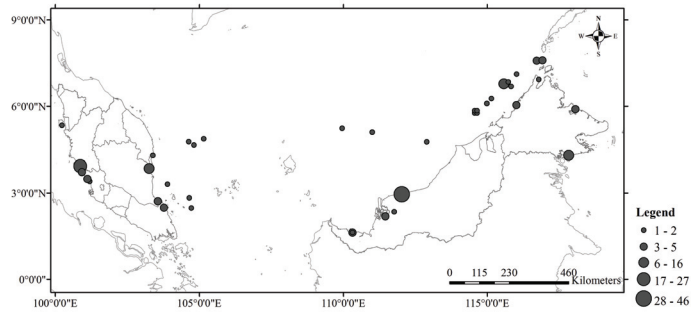 9°0'0"N
6°0'0"N
3°0'0"N
0°0'0"
100°0'0"E
105°0'0"E
110°0'0"E
115°0'0"E
N
W E
S
0 115 230 460
Kilometers
Legend
1 - 2
3 - 5
6 - 16
17 - 27
28 - 46